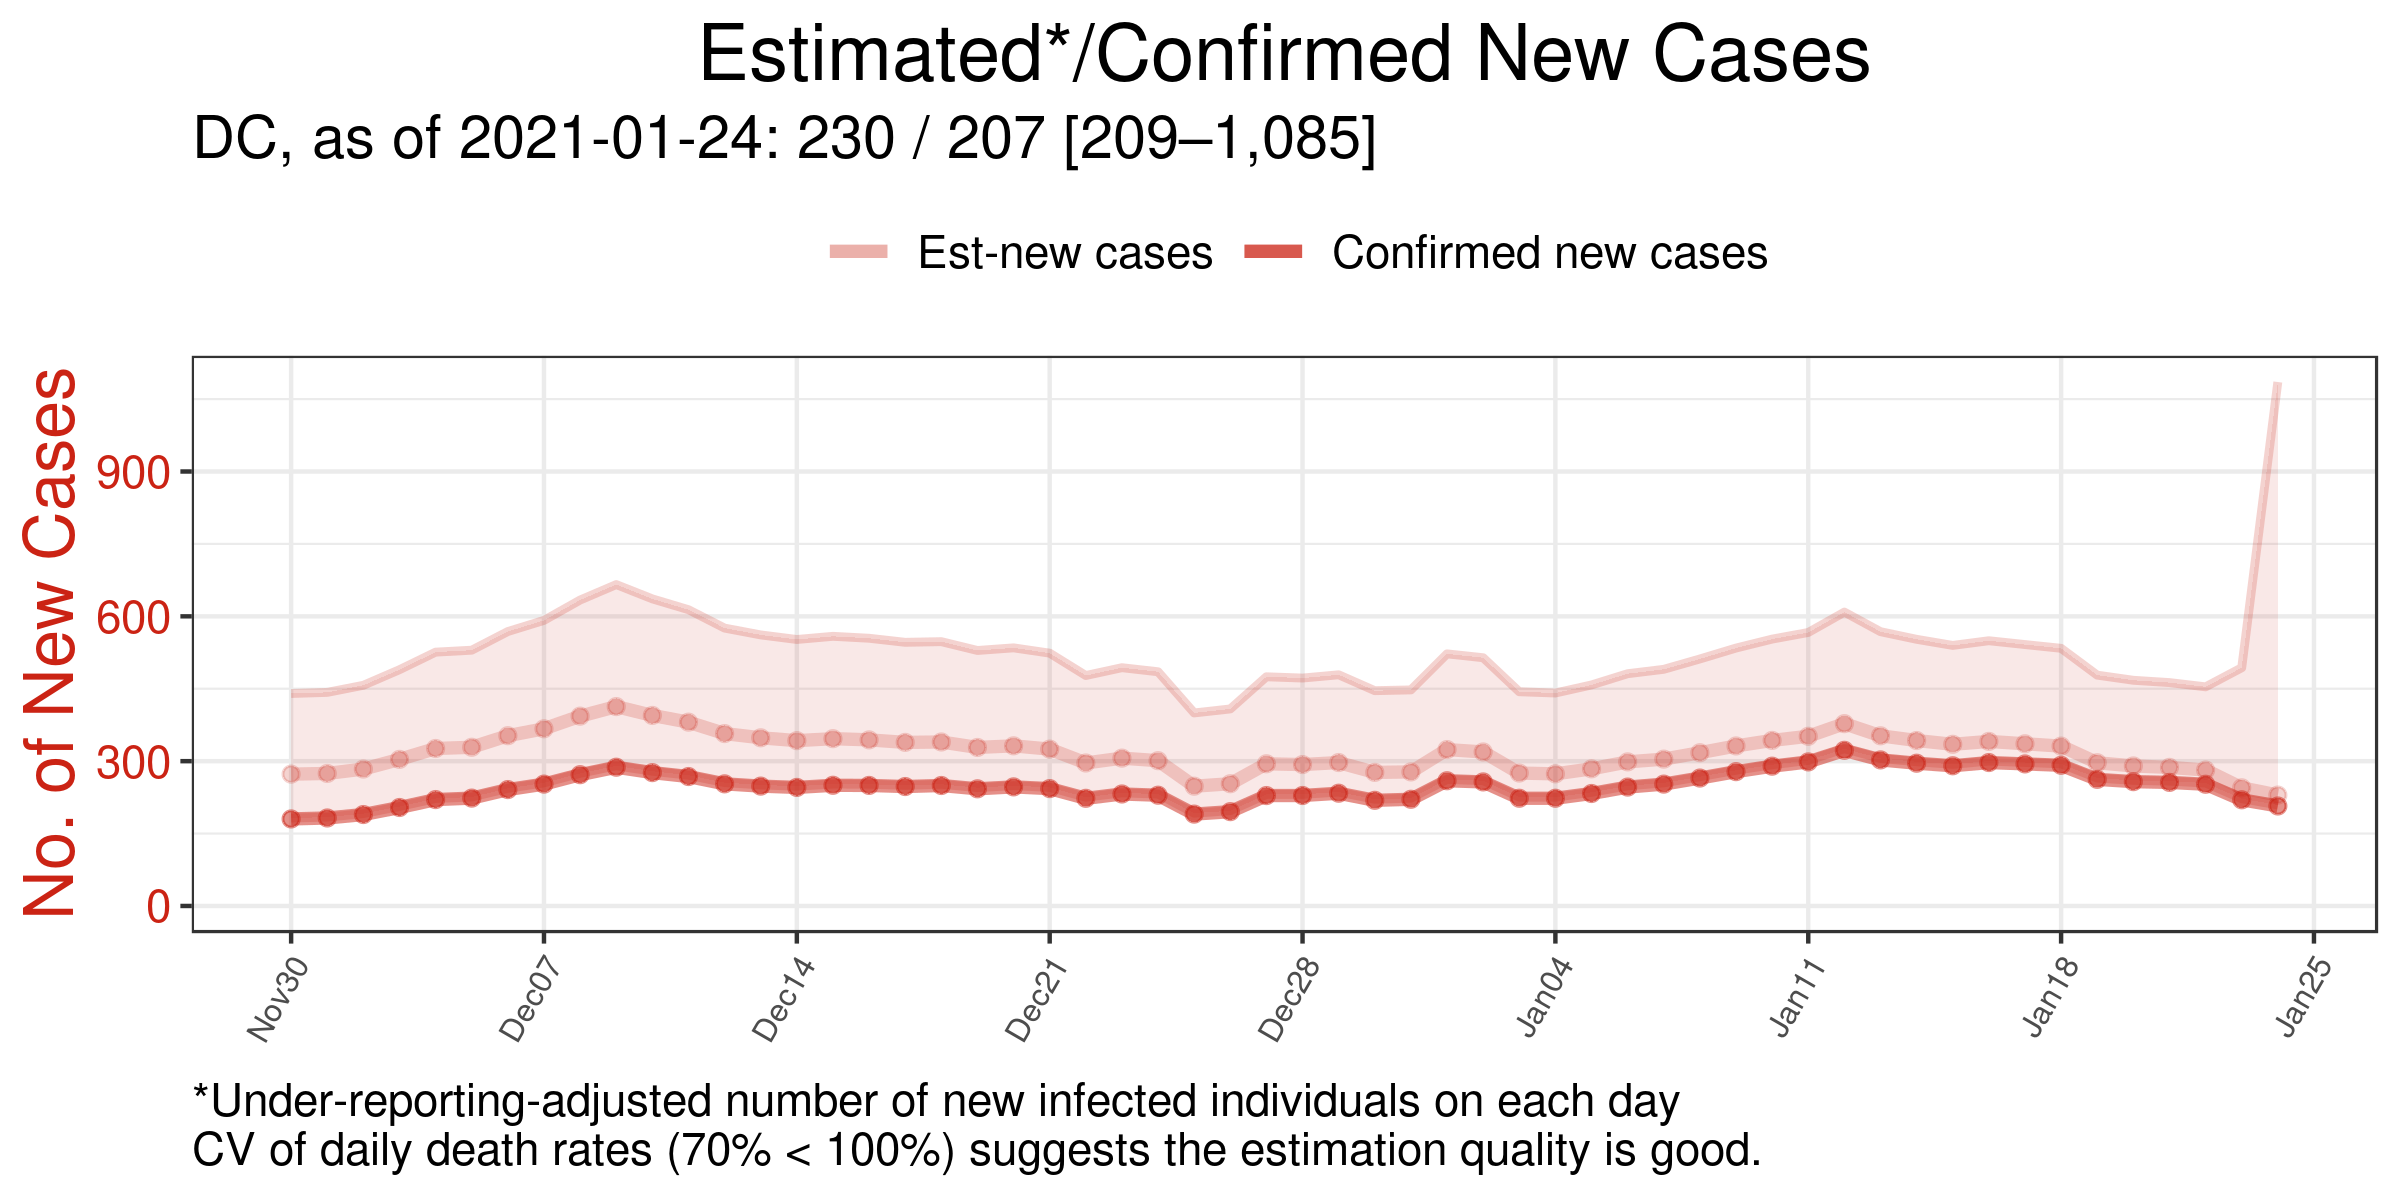 Estimated*/Confirmed New Cases
DC, as of 2021-01-24: 230 / 207 [209–1,085]
Est-new cases
Confirmed new cases
No. of New Cases
900
600
300
0
Nov30
Dec07
Dec14
Dec21
Dec28
Jan04
Jan11
Jan18
Jan25
*Under-reporting-adjusted number of new infected individuals on each day
CV of daily death rates (70% < 100%) suggests the estimation quality is good.